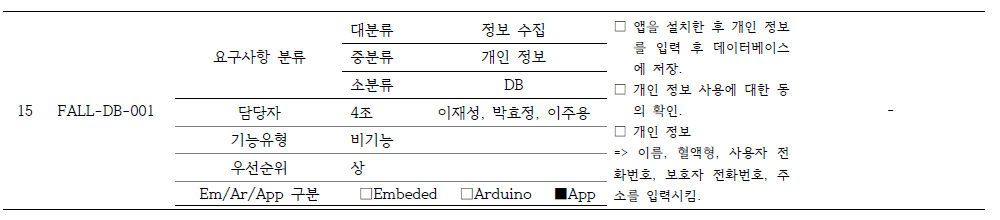 15 FALL-DB-001 요구사항 분류 대분류 정보 수집
중분류 개인 정보
소분류 DB
담당자 4조 이재성, 박효정, 이주용
기능유형 비기능
우선순위 상
Em/Ar/App 구분 □Embeded □Arduino ■App
□ 앱을 설치한 후 개인 정보
를 입력 후 데이터베이스
에 저장.
□ 개인 정보 사용에 대한 동
의 확인.
□ 개인 정보
=> 이름, 혈액형, 사용자 전
화번호, 보호자 전화번호, 주
소를 입력시킴.
-